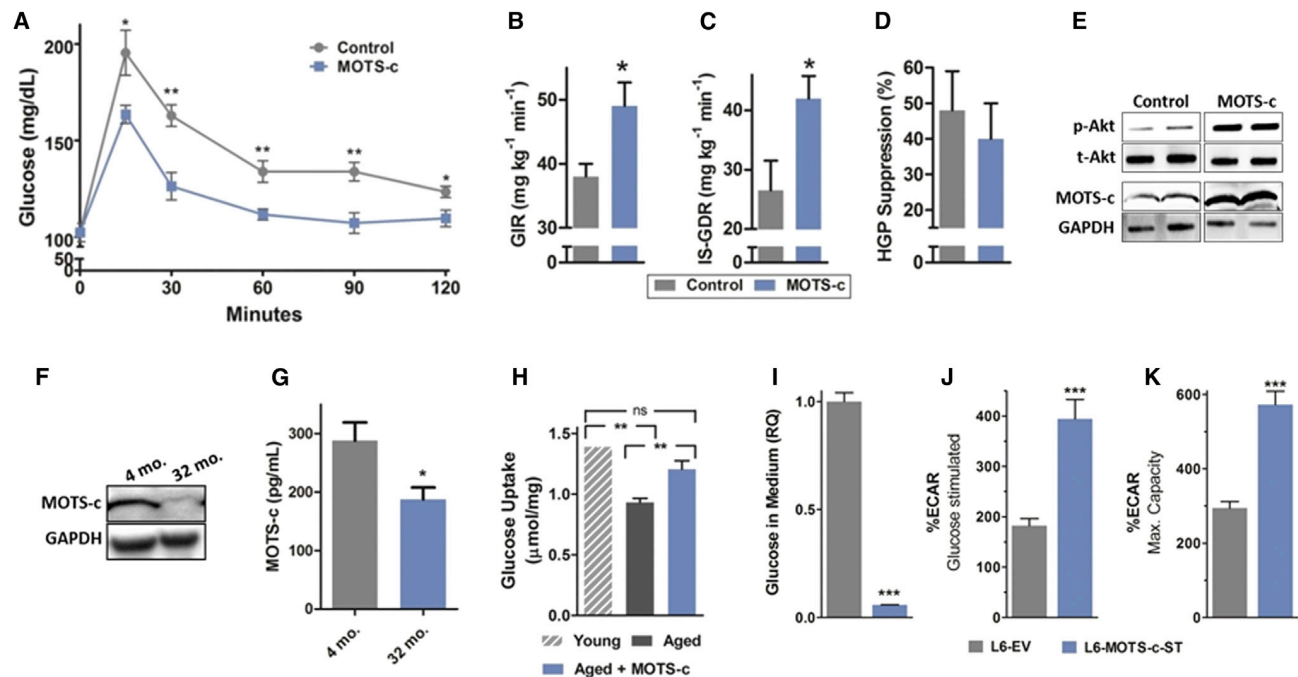 A
Glucose (mg/dL)
200
150
100
50
0
*
**
**
**
*
Control
MOTS-c
0
30
60
90
120
Minutes
B
GIR (mg kg⁻¹ min⁻¹)
50
40
30
0
*
C
IS-GDR (mg kg⁻¹ min⁻¹)
40
30
20
0
*
D
HGP Suppression (%)
60
50
40
30
20
0
Control MOTS-c
E
Control MOTS-c
p-Akt
t-Akt
MOTS-c
GAPDH
F
4 mo. 32 mo.
MOTS-c
GAPDH
G
MOTS-c (pg/mL)
300
200
100
0
*
4 mo.
32 mo.
H
Glucose Uptake
(μmol/mg)
1.5
1.0
0.5
0.0
ns
**
**
Young Aged
Aged + MOTS-c
I
Glucose in Medium (RQ)
1.0
0.5
0.0
***
J
%ECAR
Glucose stimulated
400
300
200
100
0
***
K
%ECAR
Max. Capacity
600
400
200
0
***
L6-EV L6-MOTS-c-ST